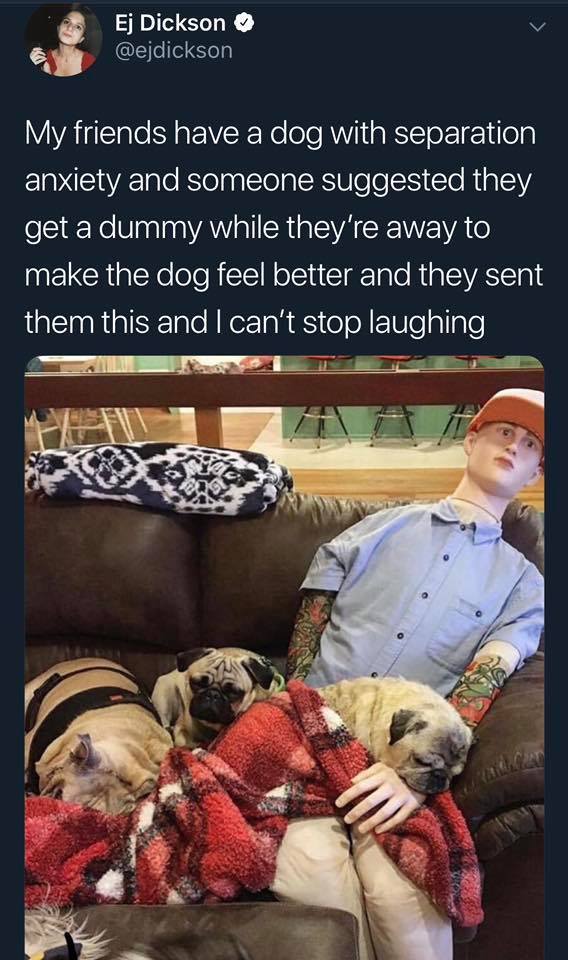 Ej Dickson
@ejdickson
My friends have a dog with separation
anxiety and someone suggested they
get a dummy while they’re away to
make the dog feel better and they sent
them this and I can’t stop laughing